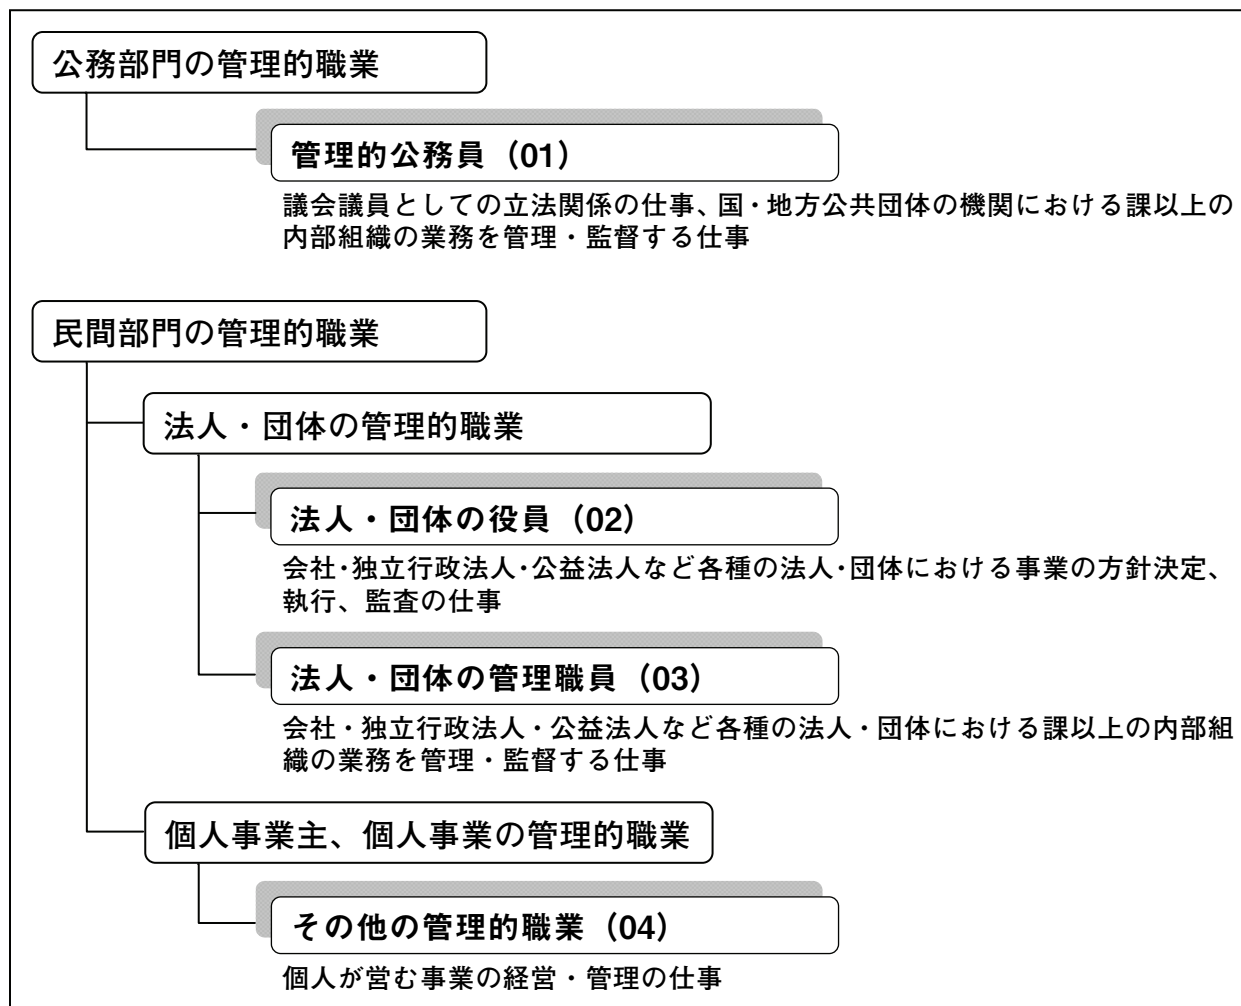 公務部門の管理的職業
管理的公務員（01）
議会議員としての立法関係の仕事、国・地方公共団体の機関における課以上の
内部組織の業務を管理・監督する仕事
民間部門の管理的職業
法人・団体の管理的職業
法人・団体の役員（02）
会社・独立行政法人・公益法人など各種の法人・団体における事業の方針決定、
執行、監査の仕事
法人・団体の管理職員（03）
会社・独立行政法人・公益法人など各種の法人・団体における課以上の内部組
織の業務を管理・監督する仕事
個人事業主、個人事業の管理的職業
その他の管理的職業（04）
個人が営む事業の経営・管理の仕事